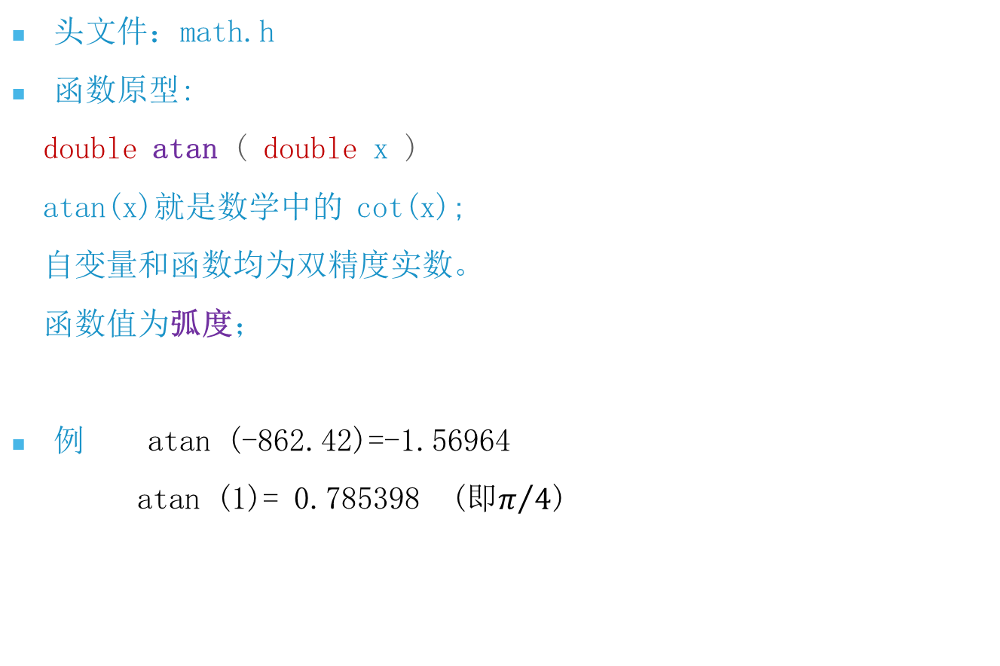 头文件：math.h
函数原型:
double atan ( double x )
atan(x)就是数学中的 cot(x);
自变量和函数均为双精度实数。
函数值为弧度；
例 atan (-862.42)=-1.56964
atan (1)= 0.785398 (即π/4)